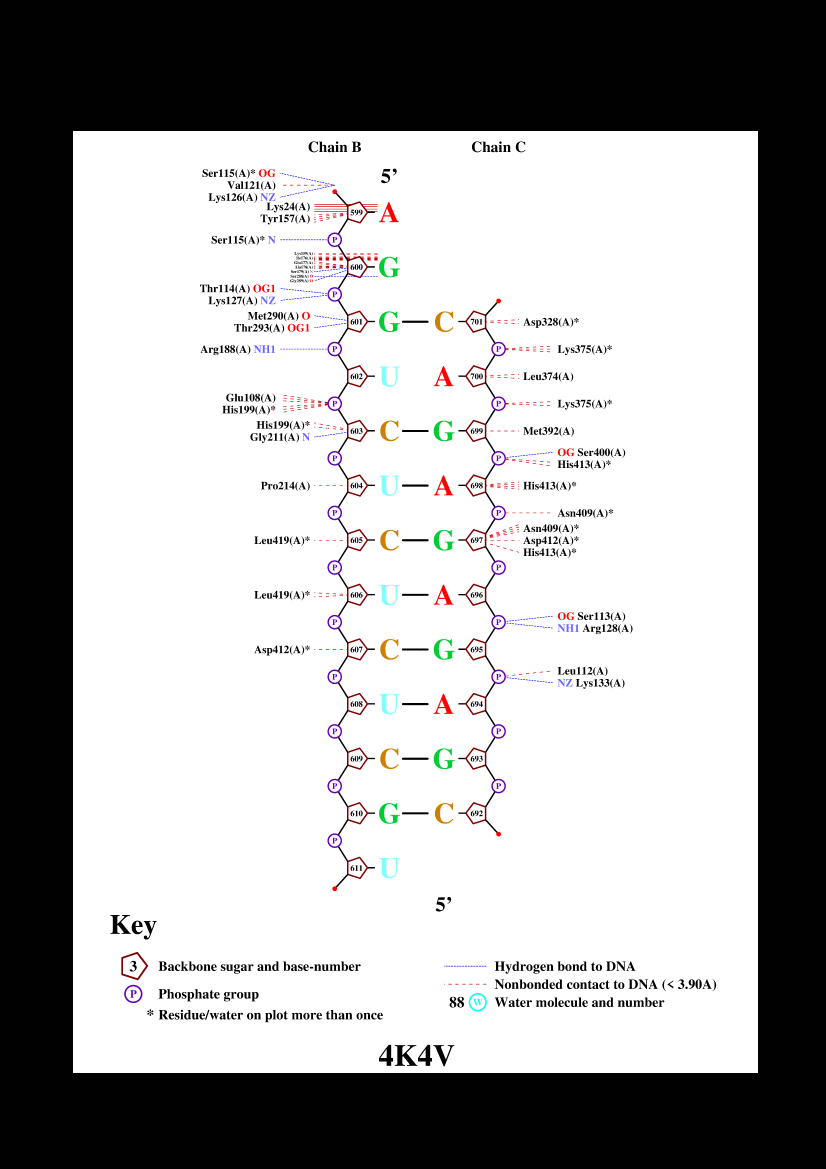 Chain B Chain C
5’
Ser115(A)* OG
Val121(A)
Lys126(A) NZ
Lys24(A)
Tyr157(A)
599 A
P
Ser115(A)* N
600 G
P
Thr114(A) OG1
Lys127(A) NZ
Met290(A) O
Thr293(A) OG1
601 G C 701
Asp328(A)*
Arg188(A) NH1
P P
Lys375(A)*
602 U A 700
Leu374(A)
Glu108(A)
His199(A)*
P P
Lys375(A)*
His199(A)*
Gly211(A) N
603 C G 699
Met392(A)
P P
OG Ser400(A)
His413(A)*
Pro214(A)
604 U A 698
His413(A)*
P P
Asn409(A)*
Leu419(A)*
605 C G 697
Asn409(A)*
Asp412(A)*
His413(A)*
P P
Leu419(A)*
606 U A 696
P P
OG Ser113(A)
NH1 Arg128(A)
Asp412(A)*
607 C G 695
P P
Leu112(A)
NZ Lys133(A)
608 U A 694
P P
609 C G 693
P P
610 G C 692
P
611 U
5’
Key
3 Backbone sugar and base-number
P Phosphate group
* Residue/water on plot more than once
Hydrogen bond to DNA
Nonbonded contact to DNA (< 3.90A)
88 W Water molecule and number
4K4V